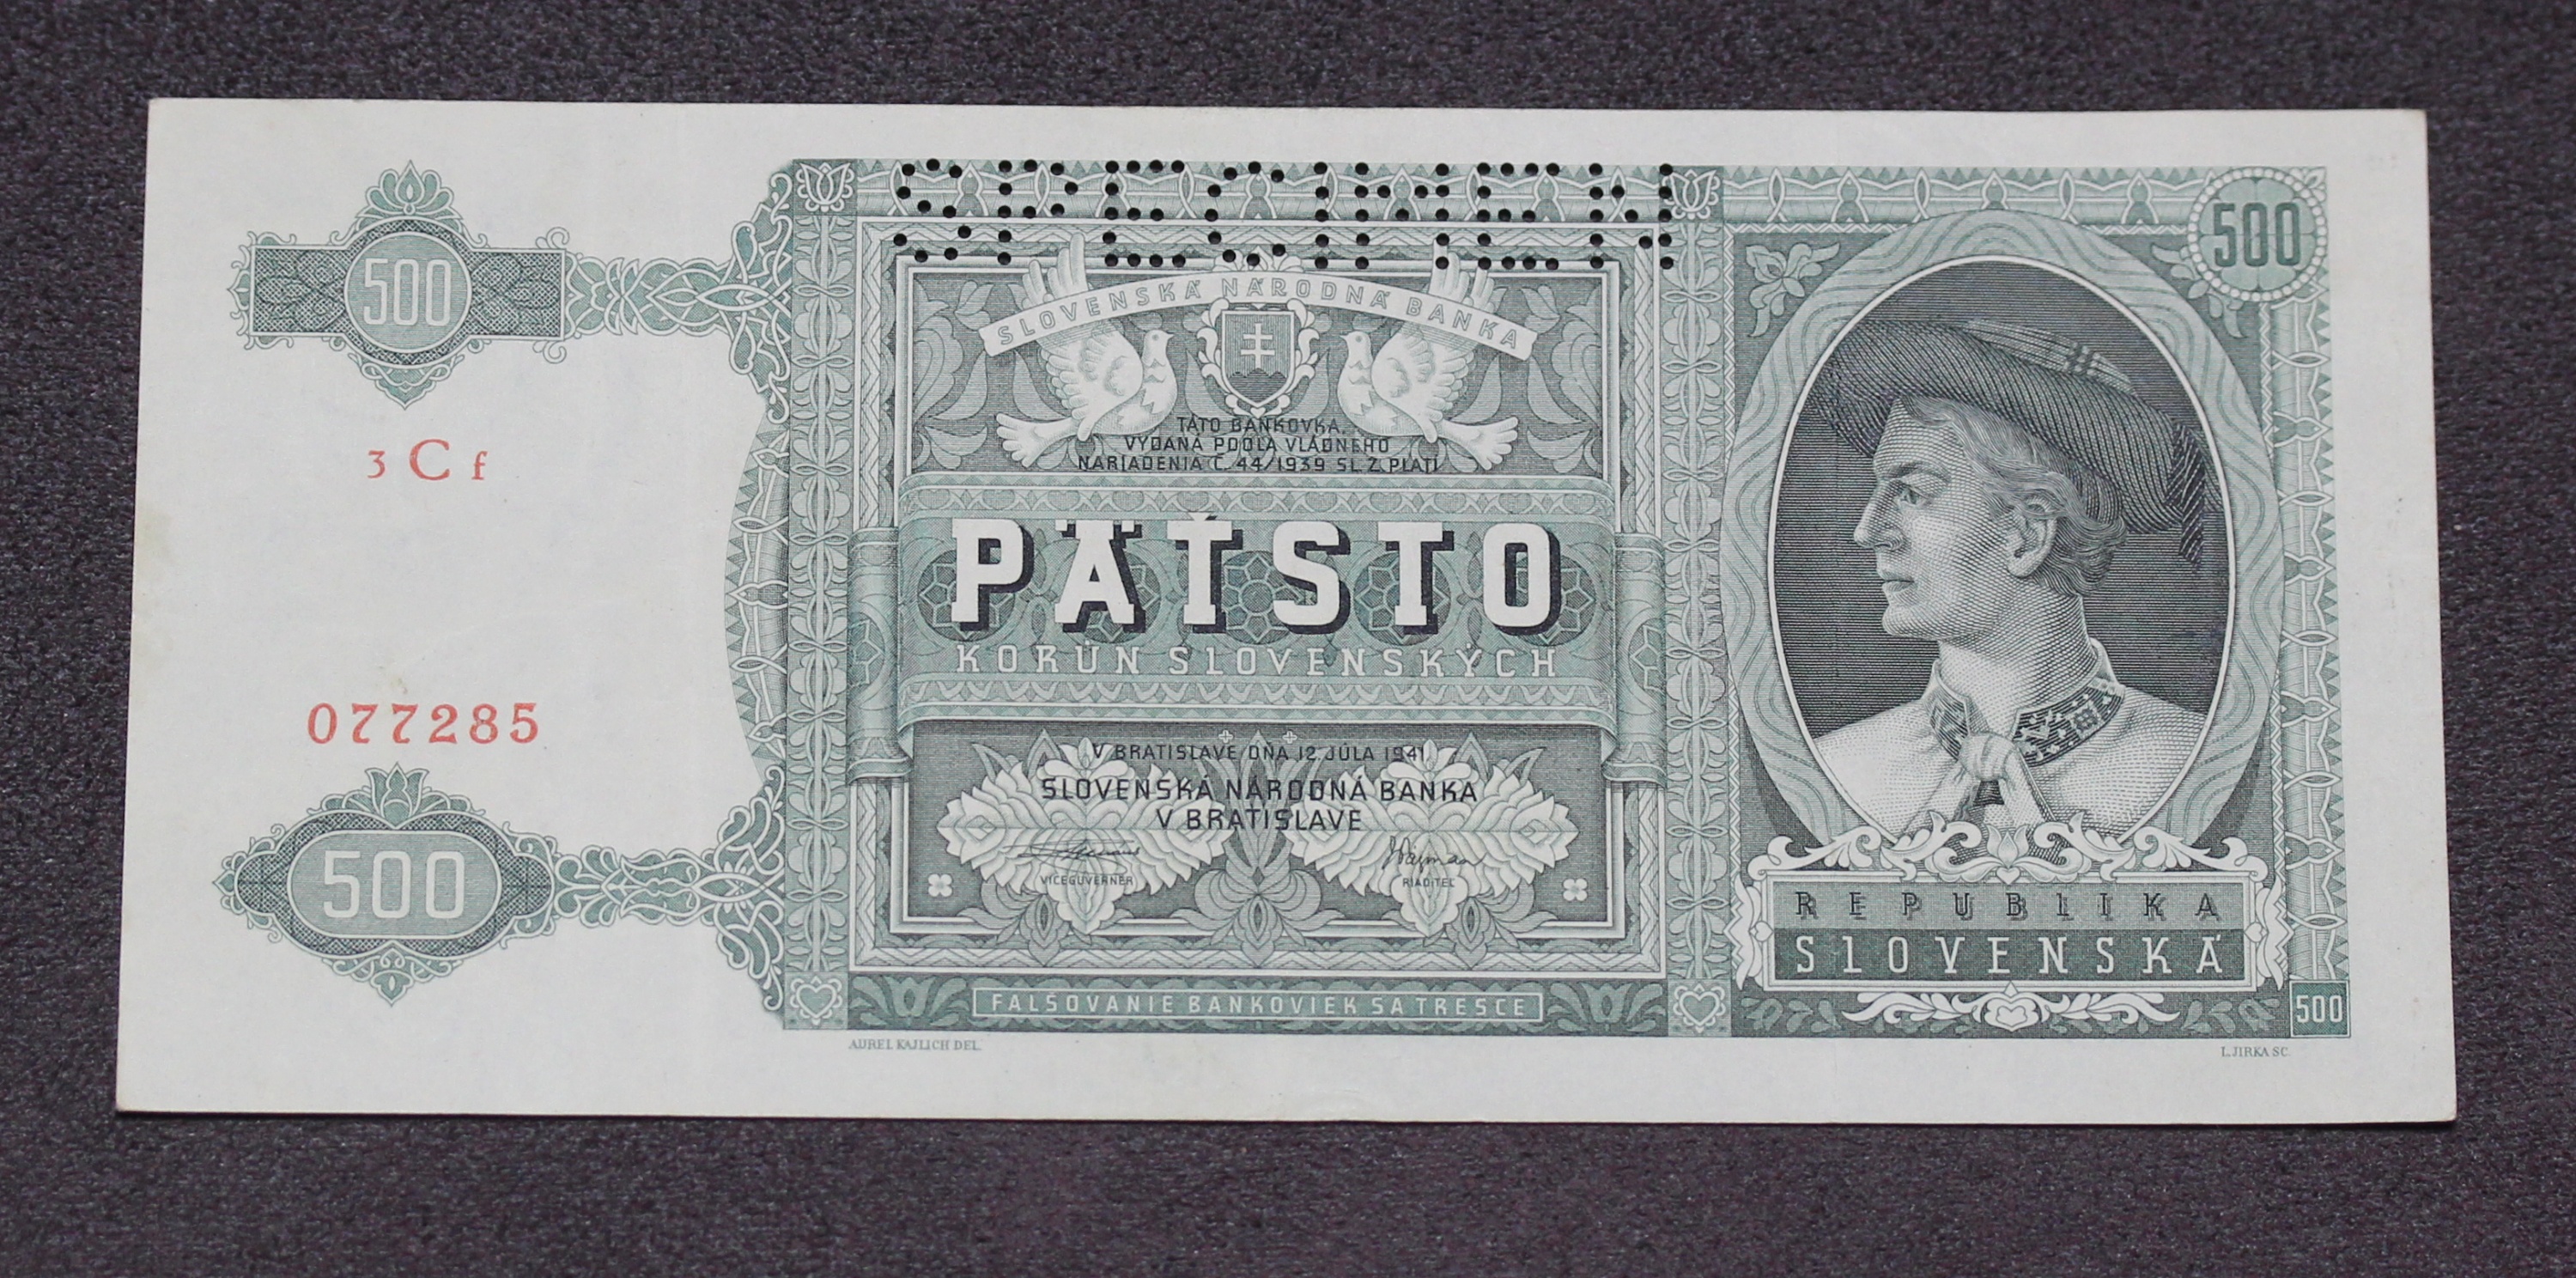 SPECIMEN
500
500
SLOVENSKÁ NÁRODNÁ BANKA
TÁTO BANKOVKA,
VYDANÁ PODĽA VLÁDNEHO
NARIADENIA Č. 44/1939 SL. Z. PLATÍ
3 C f
PÄŤSTO
KORÚN SLOVENSKÝCH
077285
V BRATISLAVE DŇA 12. JÚLA 1941
SLOVENSKÁ NÁRODNÁ BANKA
V BRATISLAVE
VICEGUVERNÉR
RIADITEĽ
500
REPUBLIKA
SLOVENSKÁ
FALŠOVANIE BANKOVIEK SA TRESCE
500
AUREL KAJLICH DEL.
L. JIRKA SC.